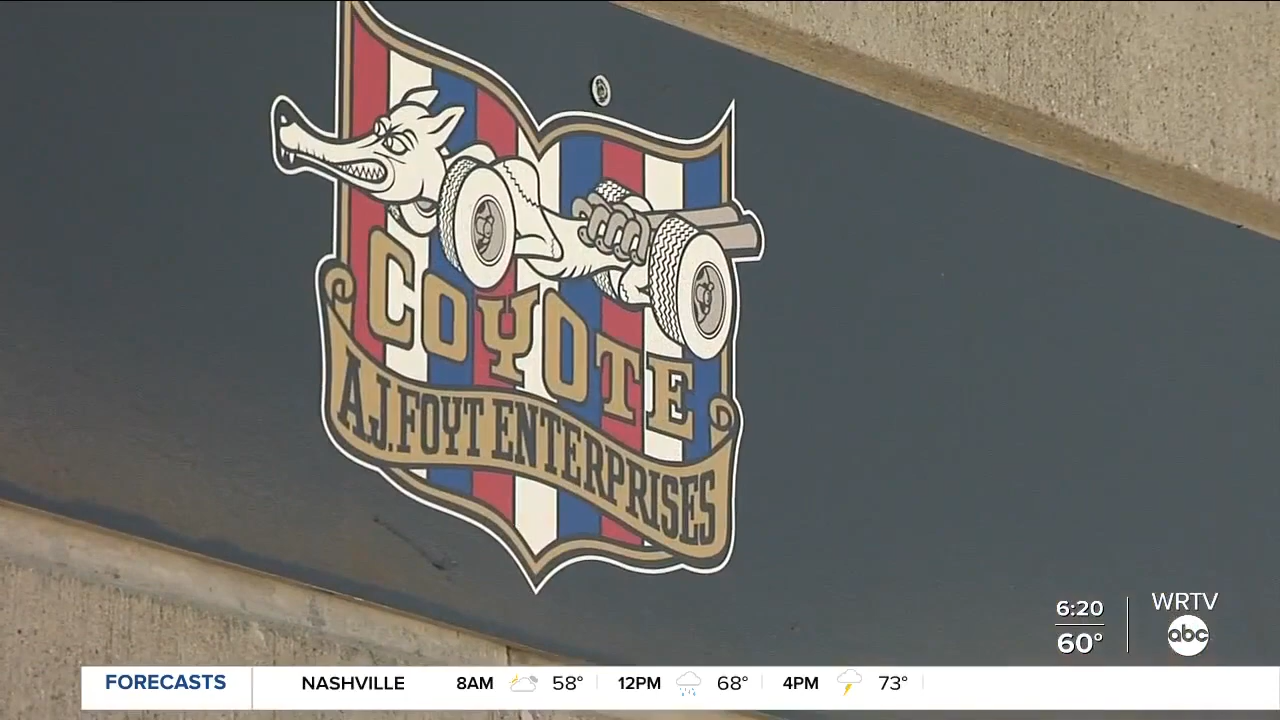 COYOTE
A.J. FOYT ENTERPRISES
6:20
60°
WRTV
abc
FORECASTS NASHVILLE 8AM 58° 12PM 68° 4PM 73°